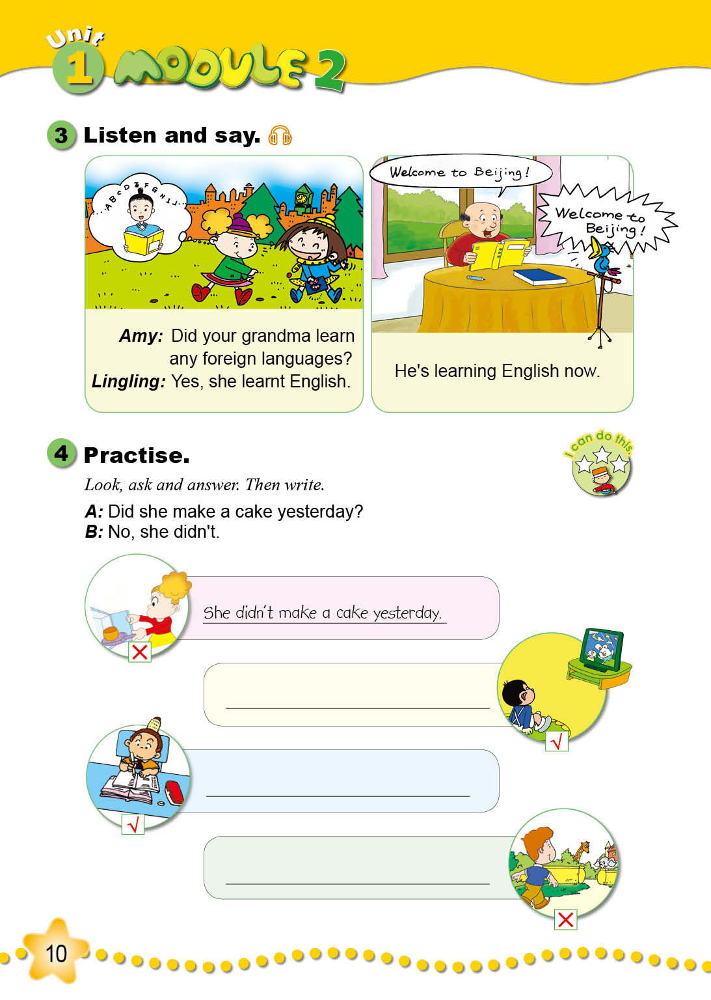 Unit
1 MODULE 2
3 Listen and say.
A B C D E F G H I J
Welcome to Beijing!
Welcome to
Beijing!
Amy: Did your grandma learn
any foreign languages?
Lingling: Yes, she learnt English.
He's learning English now.
4 Practise.
I can do this.
Look, ask and answer. Then write.
A: Did she make a cake yesterday?
B: No, she didn't.
She didn't make a cake yesterday.
10